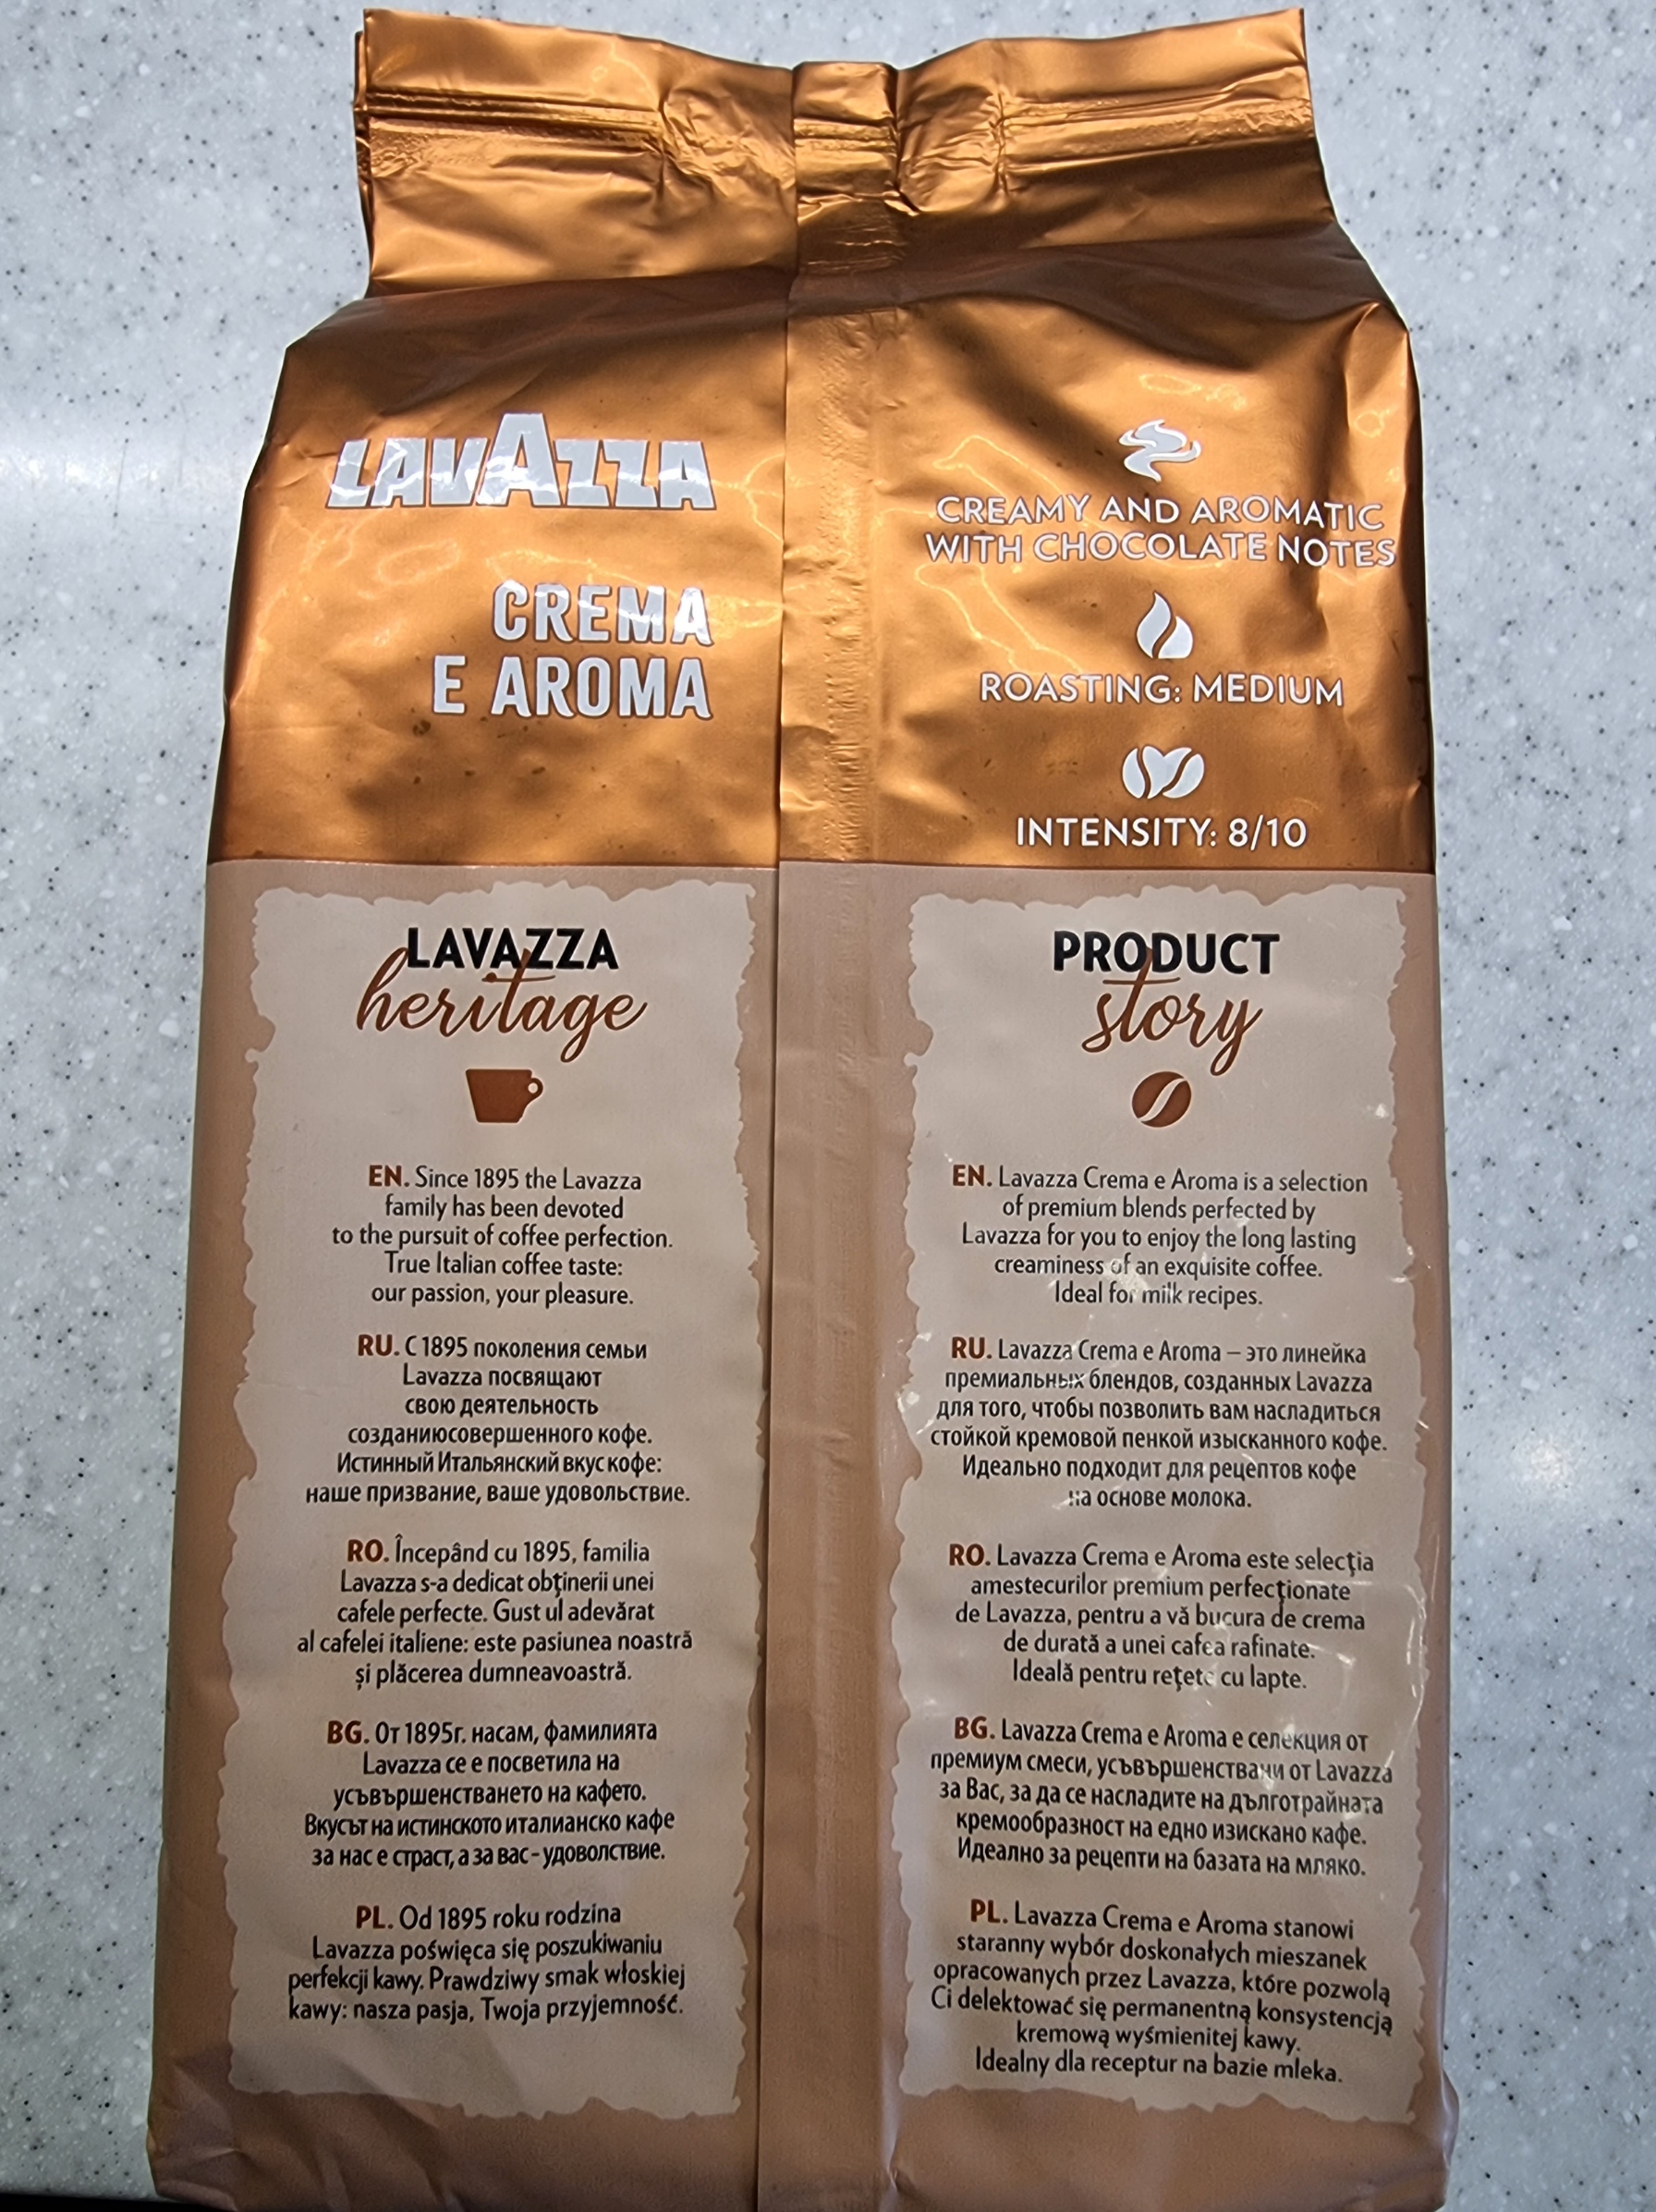 LAVAZZA
CREMA
E AROMA
CREAMY AND AROMATIC
WITH CHOCOLATE NOTES
ROASTING: MEDIUM
INTENSITY: 8/10
LAVAZZA
heritage
EN. Since 1895 the Lavazza
family has been devoted
to the pursuit of coffee perfection.
True Italian coffee taste:
our passion, your pleasure.
RU. С 1895 поколения семьи
Lavazza посвящают
свою деятельность
созданиюсовершенного кофе.
Истинный Итальянский вкус кофе:
наше призвание, ваше удовольствие.
RO. Începând cu 1895, familia
Lavazza s-a dedicat obţinerii unei
cafele perfecte. Gust ul adevărat
al cafelei italiene: este pasiunea noastră
și plăcerea dumneavoastră.
BG. От 1895г. насам, фамилията
Lavazza се е посветила на
усъвършенстването на кафето.
Вкусът на истинското италианско кафе
за нас е страст, а за вас - удоволствие.
PL. Od 1895 roku rodzina
Lavazza poświęca się poszukiwaniu
perfekcji kawy. Prawdziwy smak włoskiej
kawy: nasza pasja, Twoja przyjemność.
PRODUCT
story
EN. Lavazza Crema e Aroma is a selection
of premium blends perfected by
Lavazza for you to enjoy the long lasting
creaminess of an exquisite coffee.
Ideal for milk recipes.
RU. Lavazza Crema e Aroma – это линейка
премиальных блендов, созданных Lavazza
для того, чтобы позволить вам насладиться
стойкой кремовой пенкой изысканного кофе.
Идеально подходит для рецептов кофе
на основе молока.
RO. Lavazza Crema e Aroma este selecţia
amestecurilor premium perfecţionate
de Lavazza, pentru a vă bucura de crema
de durată a unei cafea rafinate.
Ideală pentru reţete cu lapte.
BG. Lavazza Crema e Aroma е селекция от
премиум смеси, усъвършенствани от Lavazza
за Вас, за да се насладите на дълготрайната
кремообразност на едно изискано кафе.
Идеално за рецепти на базата на мляко.
PL. Lavazza Crema e Aroma stanowi
staranny wybór doskonałych mieszanek
opracowanych przez Lavazza, które pozwolą
Ci delektować się permanentną konsystencją
kremową wyśmienitej kawy.
Idealny dla receptur na bazie mleka.